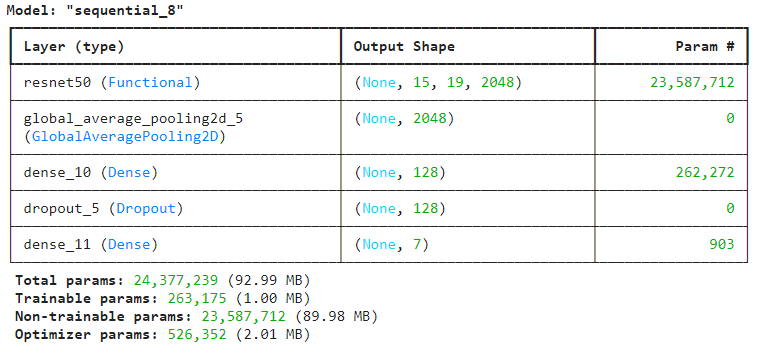 Model: "sequential_8"
Layer (type) Output Shape Param #
resnet50 (Functional) (None, 15, 19, 2048) 23,587,712
global_average_pooling2d_5 (None, 2048) 0
(GlobalAveragePooling2D)
dense_10 (Dense) (None, 128) 262,272
dropout_5 (Dropout) (None, 128) 0
dense_11 (Dense) (None, 7) 903
Total params: 24,377,239 (92.99 MB)
Trainable params: 263,175 (1.00 MB)
Non-trainable params: 23,587,712 (89.98 MB)
Optimizer params: 526,352 (2.01 MB)